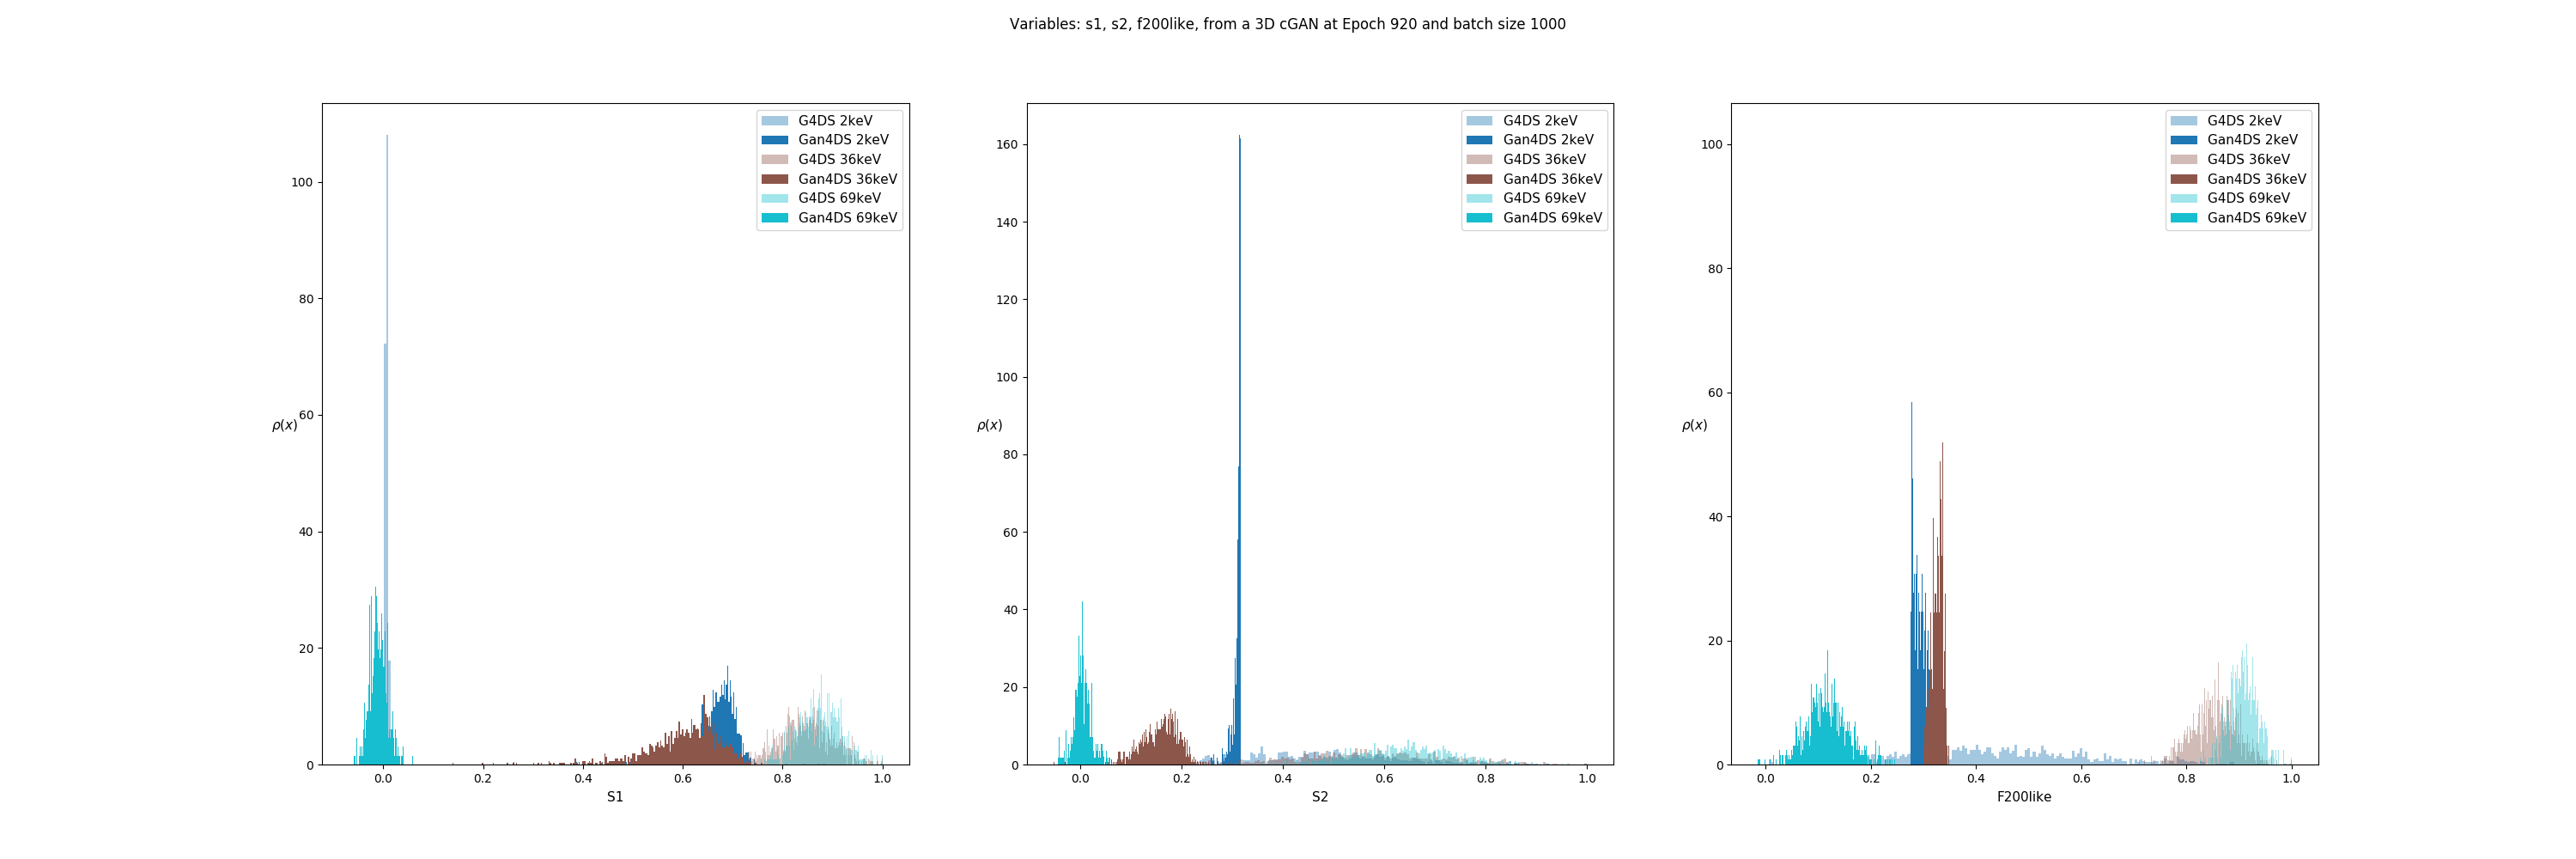 Variables: s1, s2, f200like, from a 3D cGAN at Epoch 920 and batch size 1000
G4DS 2keV
Gan4DS 2keV
G4DS 36keV
Gan4DS 36keV
G4DS 69keV
Gan4DS 69keV
100
80
60
40
20
0
ρ(x)
0.0 0.2 0.4 0.6 0.8 1.0
S1
G4DS 2keV
Gan4DS 2keV
G4DS 36keV
Gan4DS 36keV
G4DS 69keV
Gan4DS 69keV
160
140
120
100
80
60
40
20
0
ρ(x)
0.0 0.2 0.4 0.6 0.8 1.0
S2
G4DS 2keV
Gan4DS 2keV
G4DS 36keV
Gan4DS 36keV
G4DS 69keV
Gan4DS 69keV
100
80
60
40
20
0
ρ(x)
0.0 0.2 0.4 0.6 0.8 1.0
F200like